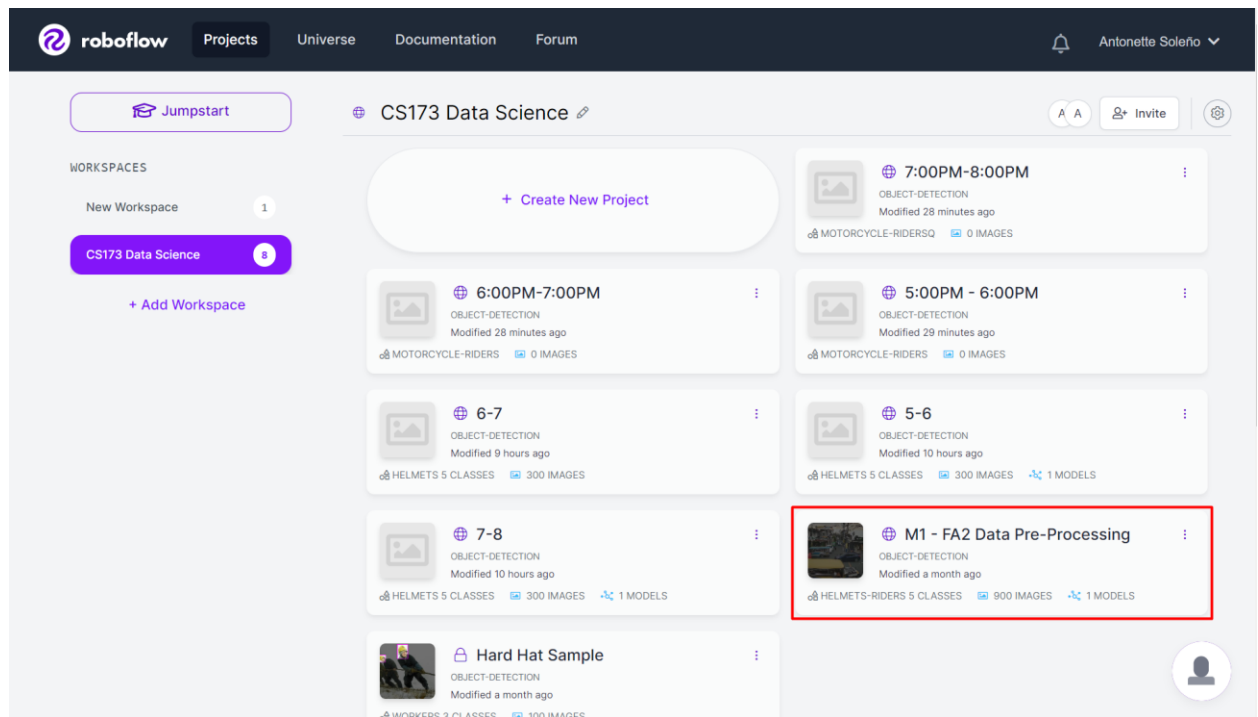 roboflow Projects Universe Documentation Forum Antonette Soleño
Jumpstart
CS173 Data Science
A A
Invite
WORKSPACES
New Workspace 1
CS173 Data Science 8
+ Add Workspace
+ Create New Project
7:00PM-8:00PM
OBJECT-DETECTION
Modified 28 minutes ago
MOTORCYCLE-RIDERSQ 0 IMAGES
6:00PM-7:00PM
OBJECT-DETECTION
Modified 28 minutes ago
MOTORCYCLE-RIDERS 0 IMAGES
5:00PM - 6:00PM
OBJECT-DETECTION
Modified 29 minutes ago
MOTORCYCLE-RIDERS 0 IMAGES
6-7
OBJECT-DETECTION
Modified 9 hours ago
HELMETS 5 CLASSES 300 IMAGES
5-6
OBJECT-DETECTION
Modified 10 hours ago
HELMETS 5 CLASSES 300 IMAGES 1 MODELS
7-8
OBJECT-DETECTION
Modified 10 hours ago
HELMETS 5 CLASSES 300 IMAGES 1 MODELS
M1 - FA2 Data Pre-Processing
OBJECT-DETECTION
Modified a month ago
HELMETS-RIDERS 5 CLASSES 900 IMAGES 1 MODELS
Hard Hat Sample
OBJECT-DETECTION
Modified a month ago
WORKERS 3 CLASSES 100 IMAGES